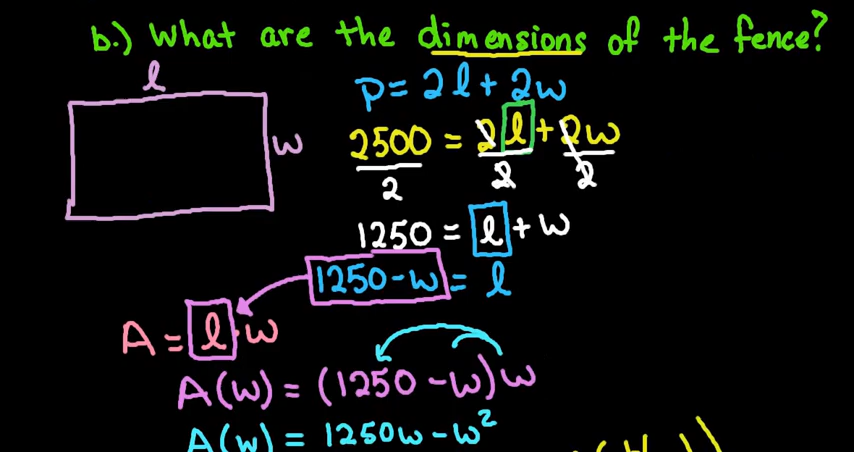 b.) What are the dimensions of the fence?
l
w
P = 2l + 2w
2500 = 2l + 2w
2 2 2
1250 = l + w
1250 - w = l
A = l · w
A(w) = (1250 - w)w
A(w) = 1250w - w²